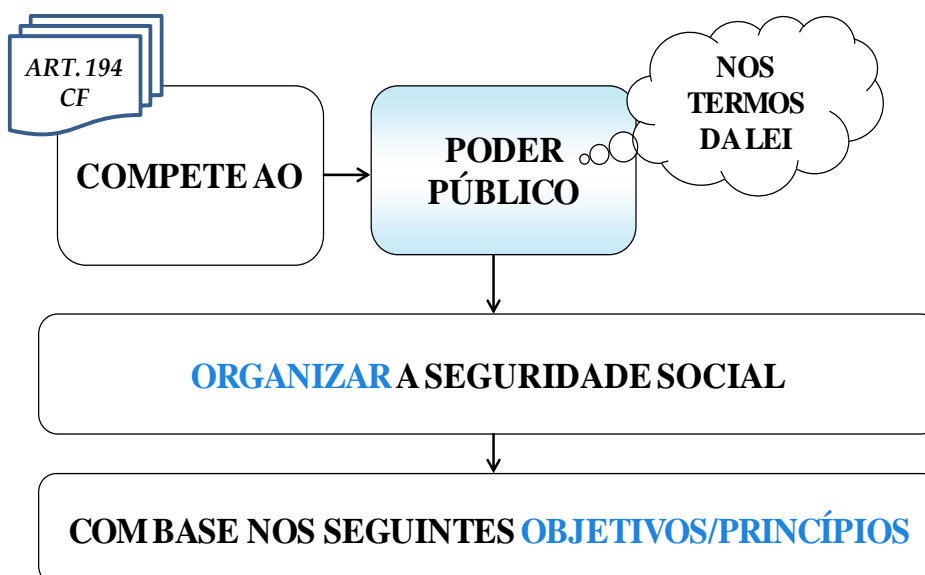 ART. 194
CF
COMPETE AO
PODER
PÚBLICO
NOS
TERMOS
DA LEI
ORGANIZAR A SEGURIDADE SOCIAL
COM BASE NOS SEGUINTES OBJETIVOS/PRINCÍPIOS